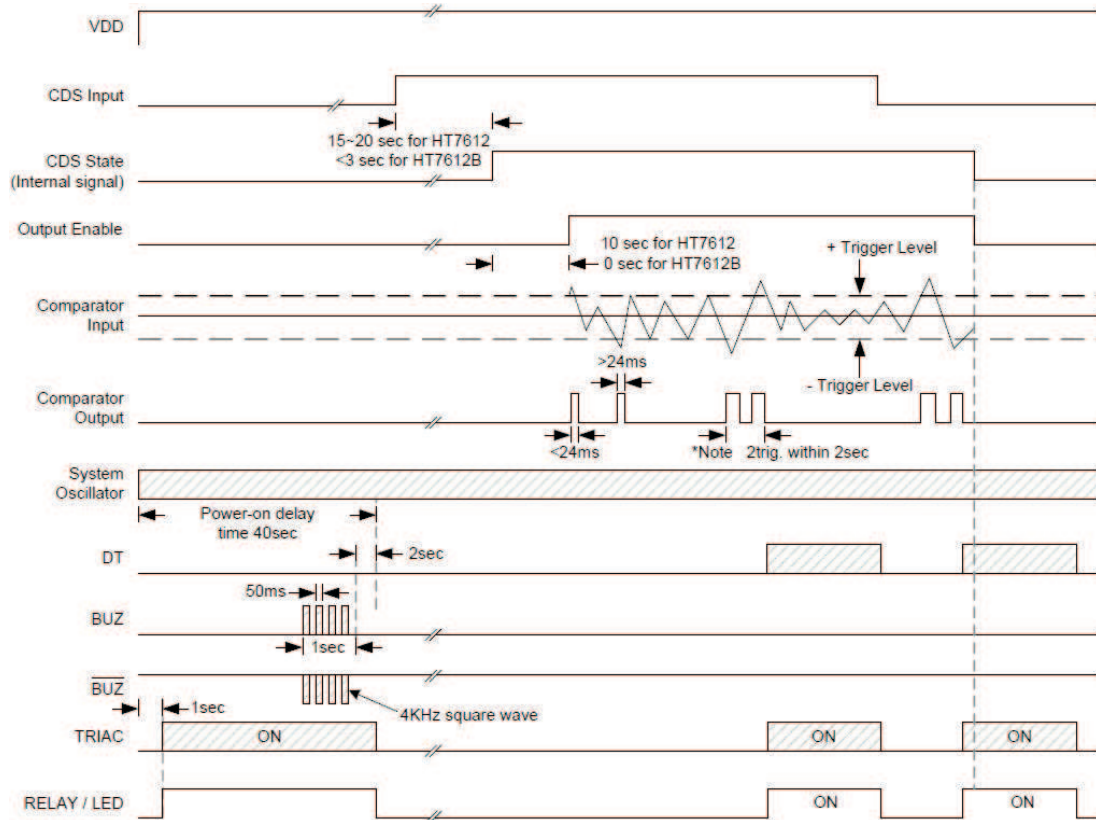 VDD
CDS Input
15~20 sec for HT7612
<3 sec for HT7612B
CDS State
(Internal signal)
Output Enable
10 sec for HT7612
0 sec for HT7612B
+ Trigger Level
Comparator
Input
>24ms
- Trigger Level
Comparator
Output
<24ms
*Note 2trig. within 2sec
System
Oscillator
Power-on delay
time 40sec
DT
2sec
50ms
BUZ
1sec
BUZ
1sec
4KHz square wave
TRIAC
ON
ON
ON
RELAY / LED
ON
ON